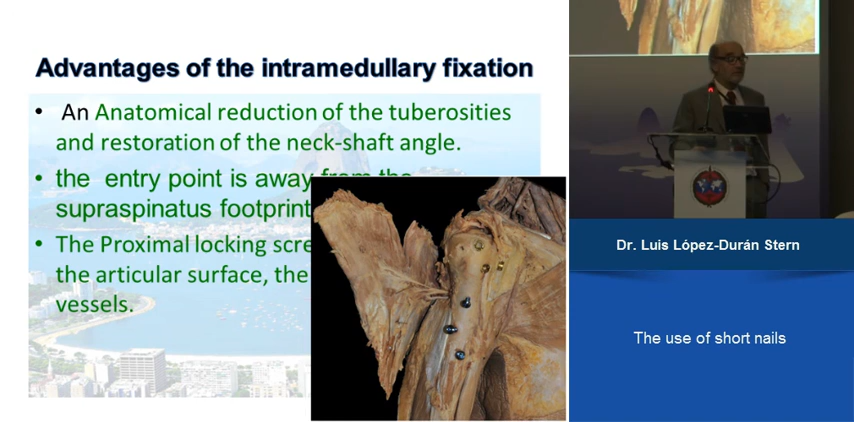 Advantages of the intramedullary fixation
• An Anatomical reduction of the tuberosities
and restoration of the neck-shaft angle.
• the entry point is away from the
supraspinatus footprint
• The Proximal locking scre
the articular surface, the
vessels.
Dr. Luis López-Durán Stern
The use of short nails